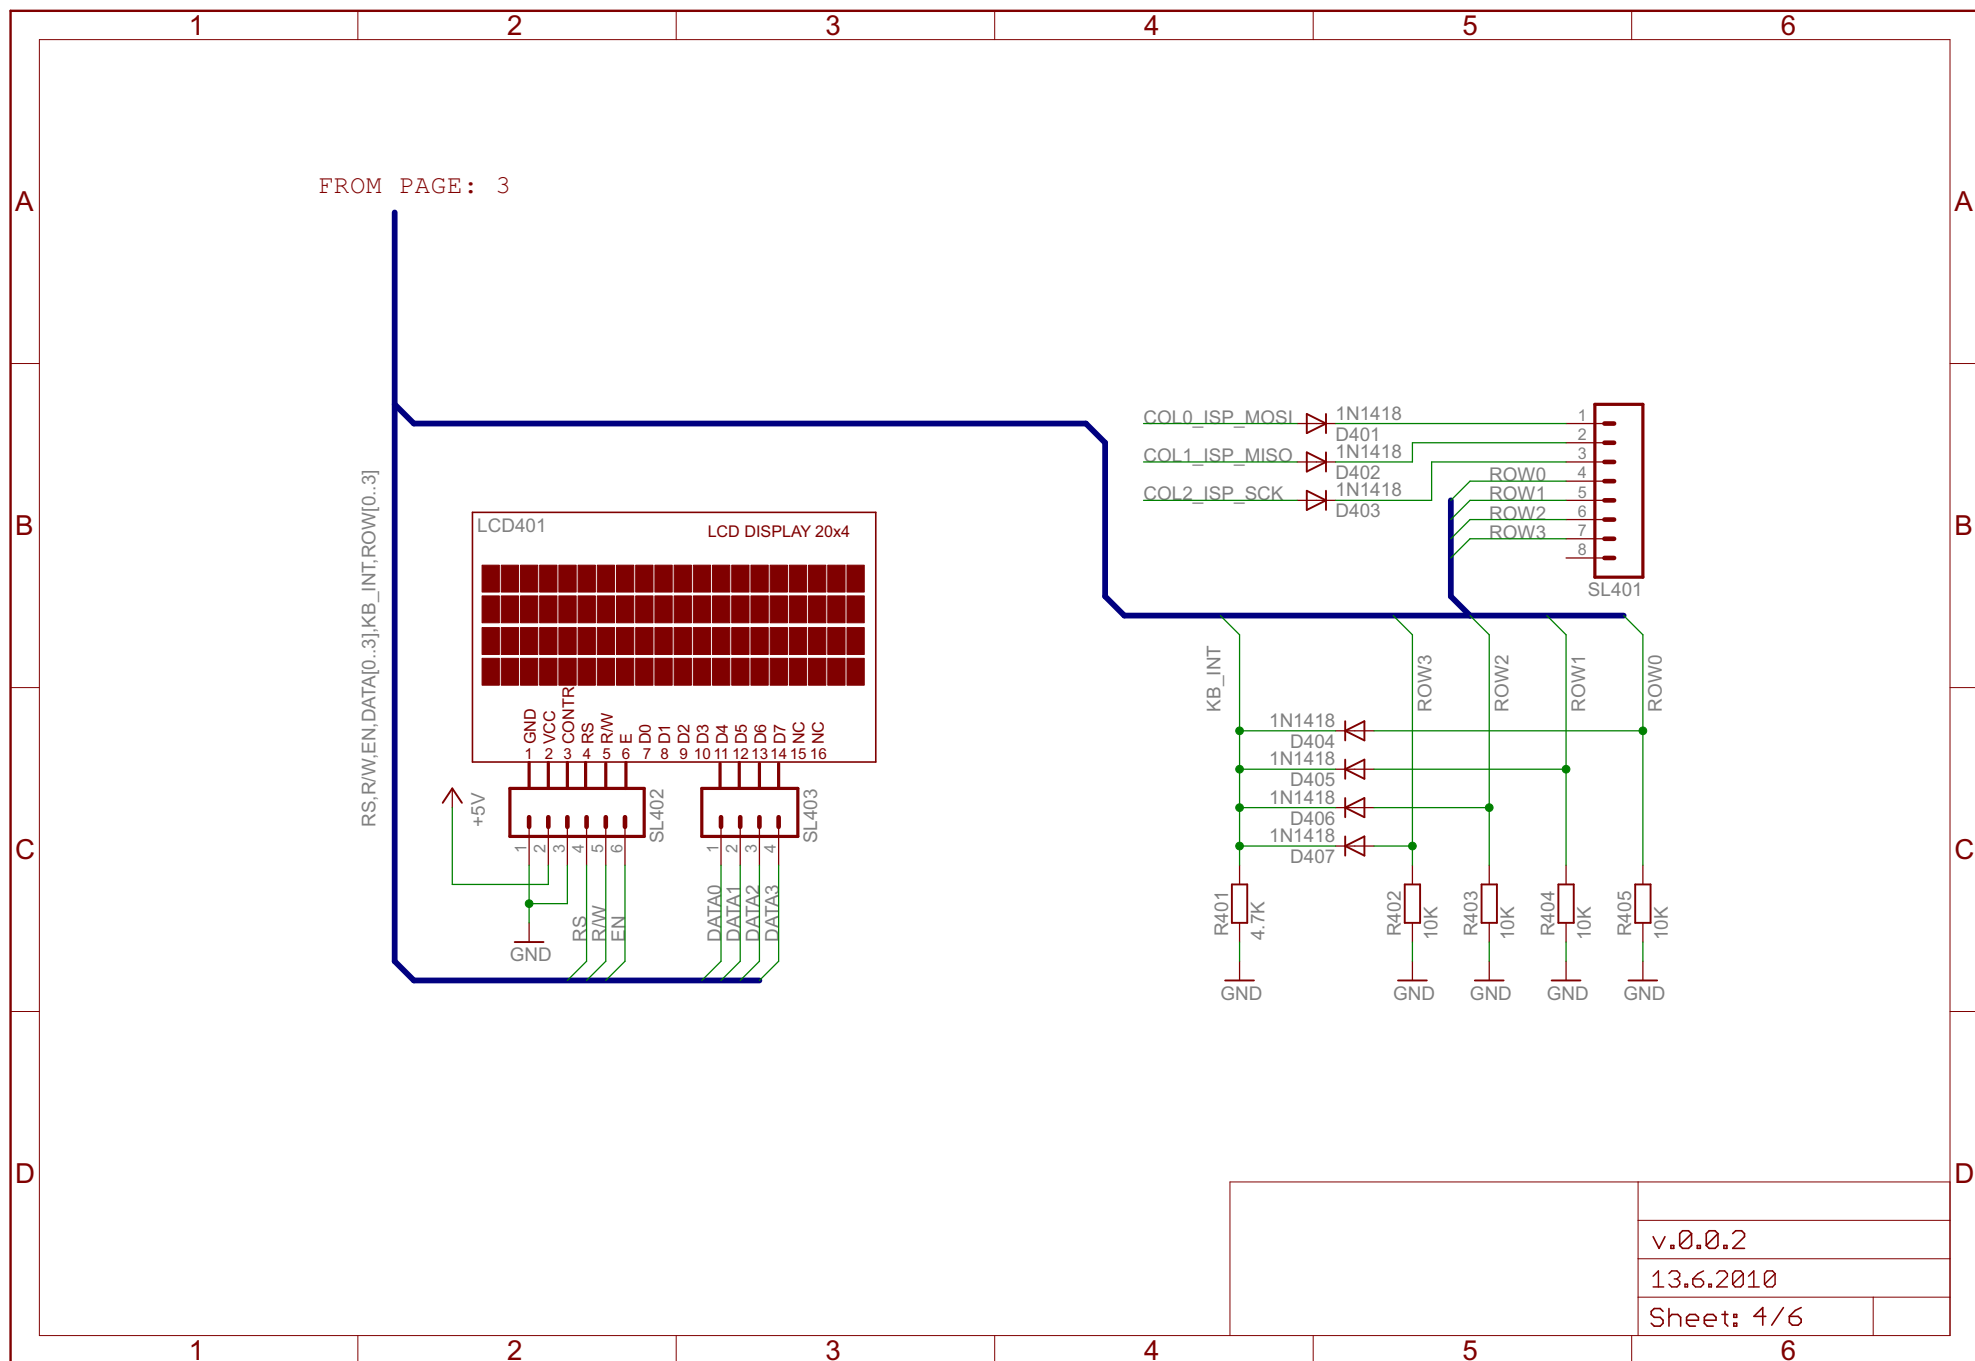 1 2 3 4 5 6
A A
FROM PAGE: 3
B B
RS,R/W,EN,DATA[0..3],KB_INT,ROW[0..3]
COL0_ISP_MOSI 1N1418 D401
COL1_ISP_MISO 1N1418 D402
COL2_ISP_SCK 1N1418 D403
1
2
3
ROW0 4
ROW1 5
ROW2 6
ROW3 7
8
SL401
LCD401
LCD DISPLAY 20x4
GND VCC CONTR RS R/W E D0 D1 D2 D3 D4 D5 D6 D7 NC NC
1 2 3 4 5 6 7 8 9 10 11 12 13 14 15 16
+5V
SL402
1 2 3 4 5 6
SL403
1 2 3 4
GND
RS R/W EN
DATA0 DATA1 DATA2 DATA3
KB_INT ROW3 ROW2 ROW1 ROW0
1N1418
D404
1N1418
D405
1N1418
D406
1N1418
D407
C C
R401 4.7K
R402 10K
R403 10K
R404 10K
R405 10K
GND GND GND GND GND
D D
v.0.0.2
13.6.2010
Sheet: 4/6
1 2 3 4 5 6